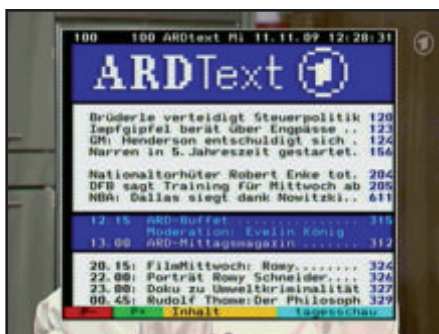 100 100 ARDtext Mi 11.11.09 12:28:31
ARDText 1
Brüderle verteidigt Steuerpolitik 120
Impfgipfel berät über Engpässe .. 123
GM: Henderson entschuldigt sich . 124
Narren in 5.Jahreszeit gestartet. 156
Nationaltorhüter Robert Enke tot. 204
DFB sagt Training für Mittwoch ab 205
NBA: Dallas siegt dank Nowitzki.. 611
12.15 ARD-Buffet ............... 315
Moderation: Evelin König
13.00 ARD-Mittagsmagazin ....... 312
20.15: FilmMittwoch: Romy........ 324
22.00: Porträt Romy Schneider.... 326
23.00: Doku zu Umweltkriminalität 327
00.45: Rudolf Thome:Der Philosoph 329
P- P+ Inhalt tagesschau